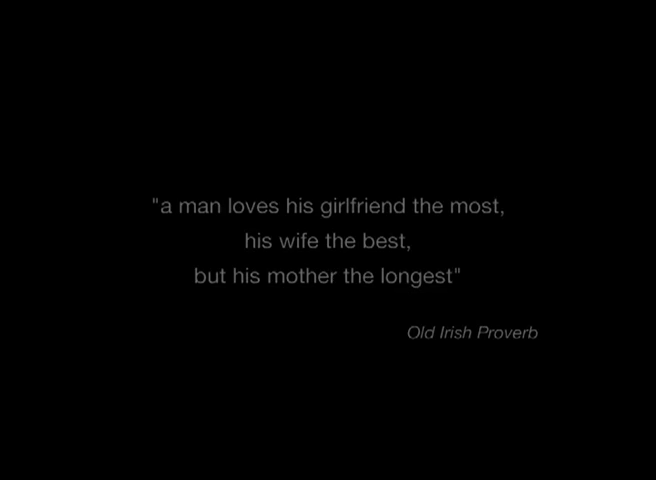 "a man loves his girlfriend the most,
his wife the best,
but his mother the longest"
Old Irish Proverb